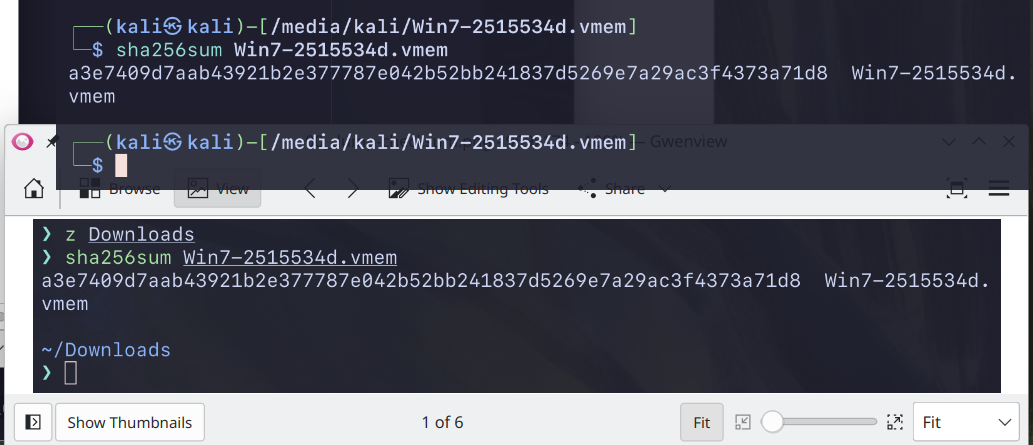 ┌──(kali㉿kali)-[/media/kali/Win7-2515534d.vmem]
└─$ sha256sum Win7-2515534d.vmem
a3e7409d7aab43921b2e377787e042b52bb241837d5269e7a29ac3f4373a71d8  Win7-2515534d.
vmem
┌──(kali㉿kali)-[/media/kali/Win7-2515534d.vmem]
– Gwenview
└─$
Browse View Show Editing Tools Share
❯ z Downloads
❯ sha256sum Win7-2515534d.vmem
a3e7409d7aab43921b2e377787e042b52bb241837d5269e7a29ac3f4373a71d8  Win7-2515534d.
vmem
~/Downloads
❯
Show Thumbnails 1 of 6 Fit Fit